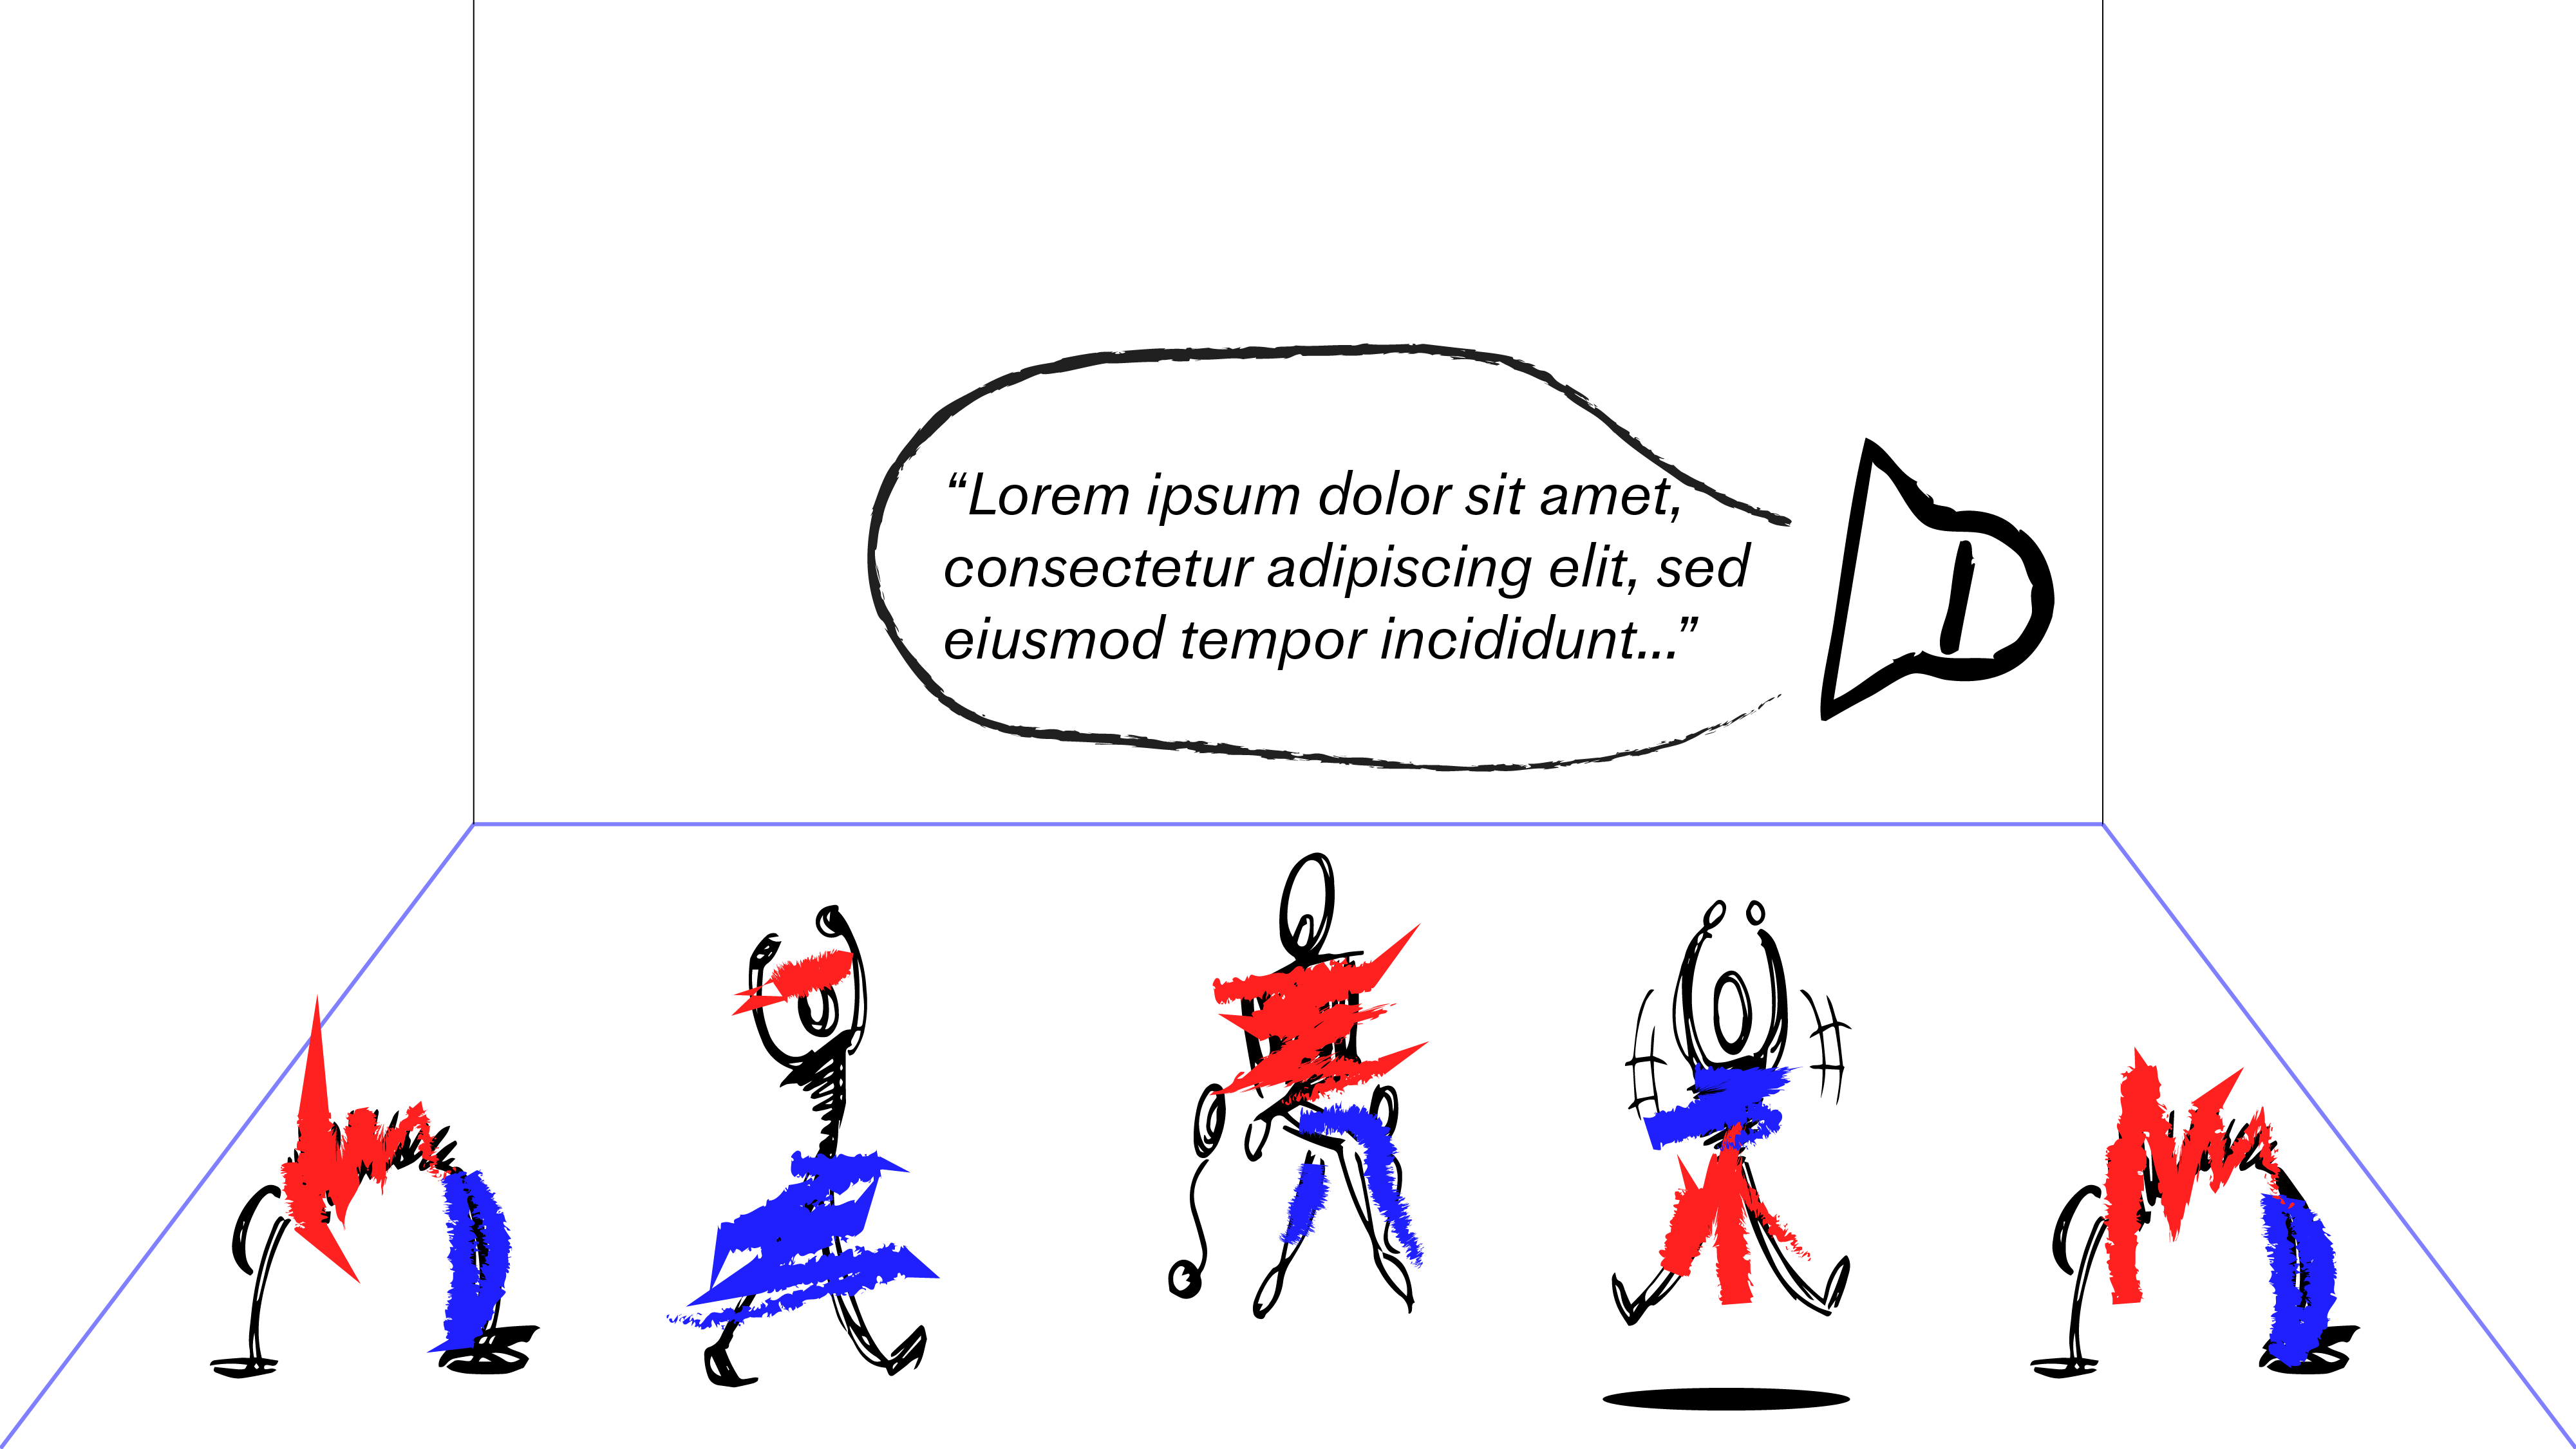 “Lorem ipsum dolor sit amet,
consectetur adipiscing elit, sed
eiusmod tempor incididunt...”